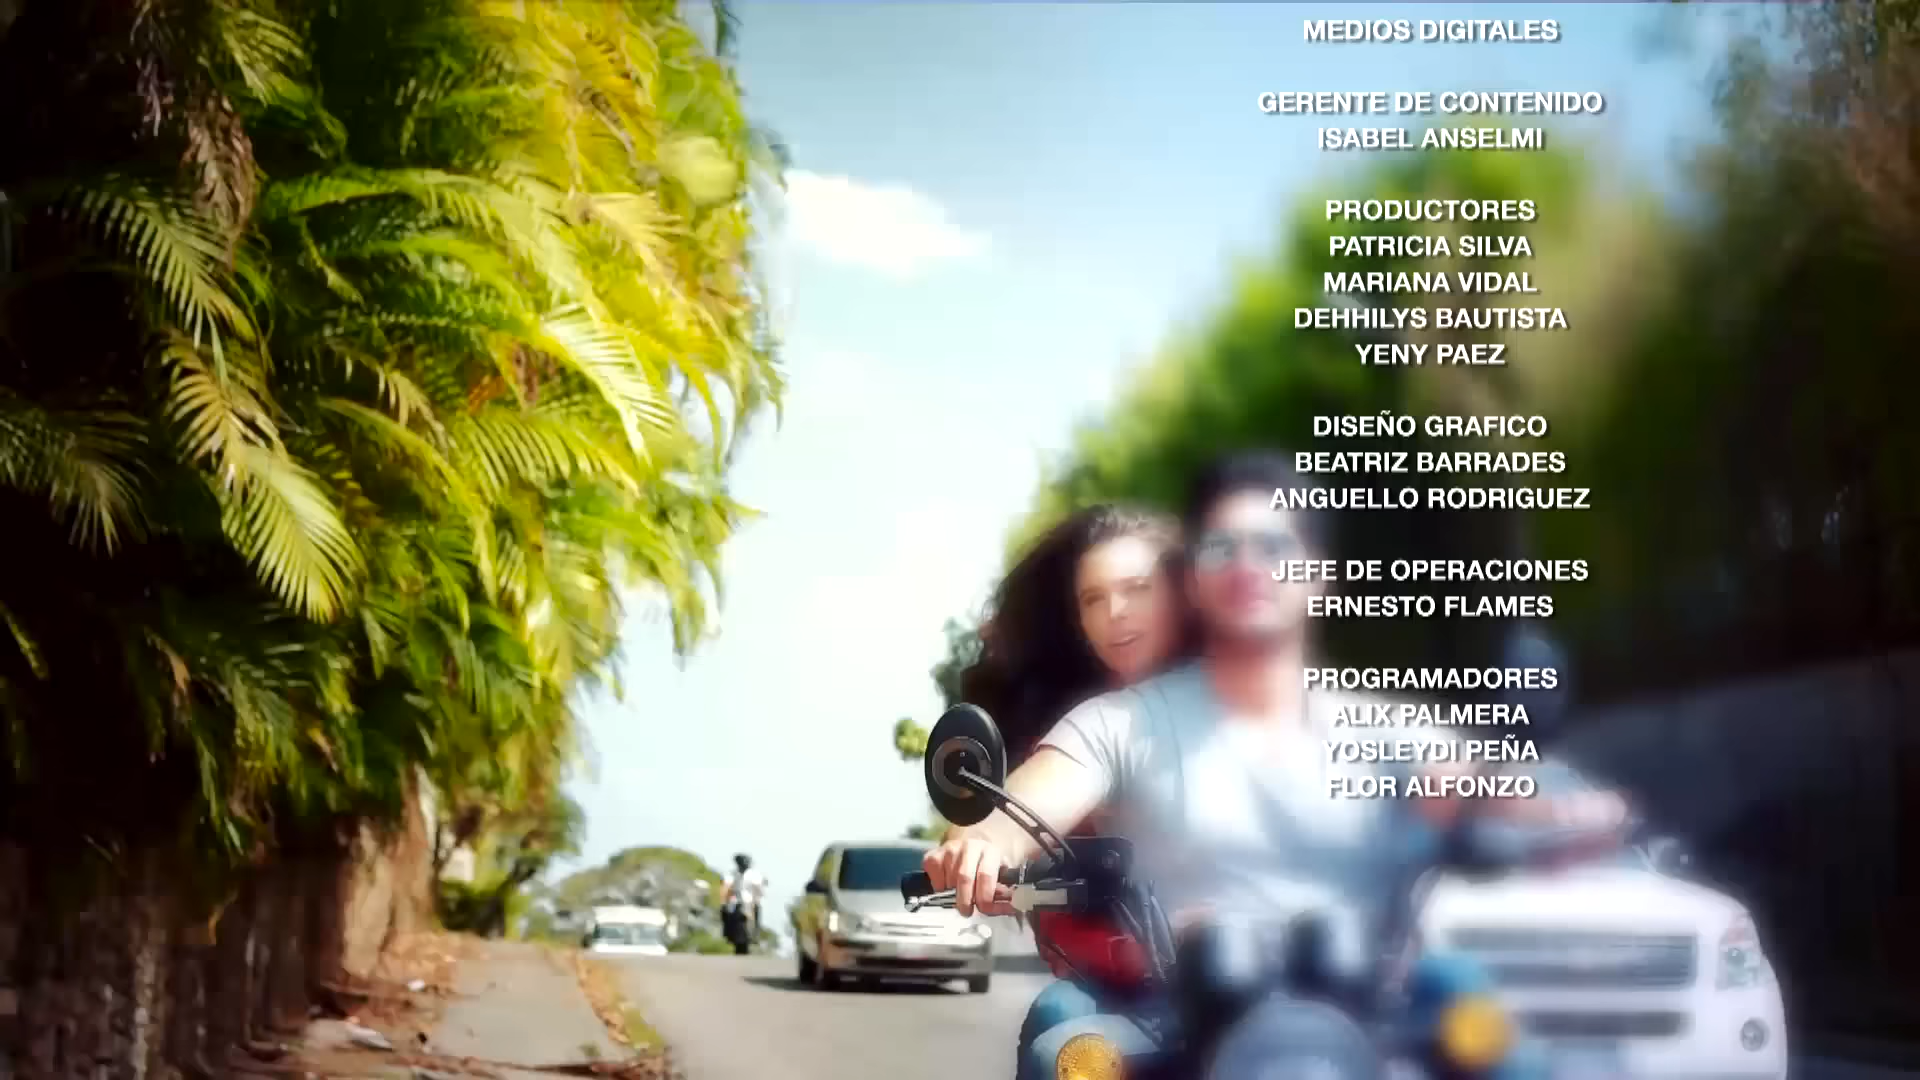 MEDIOS DIGITALES
GERENTE DE CONTENIDO
ISABEL ANSELMI
PRODUCTORES
PATRICIA SILVA
MARIANA VIDAL
DEHHILYS BAUTISTA
YENY PAEZ
DISEÑO GRAFICO
BEATRIZ BARRADES
ANGUELLO RODRIGUEZ
JEFE DE OPERACIONES
ERNESTO FLAMES
PROGRAMADORES
ALIX PALMERA
YOSLEYDI PEÑA
FLOR ALFONZO